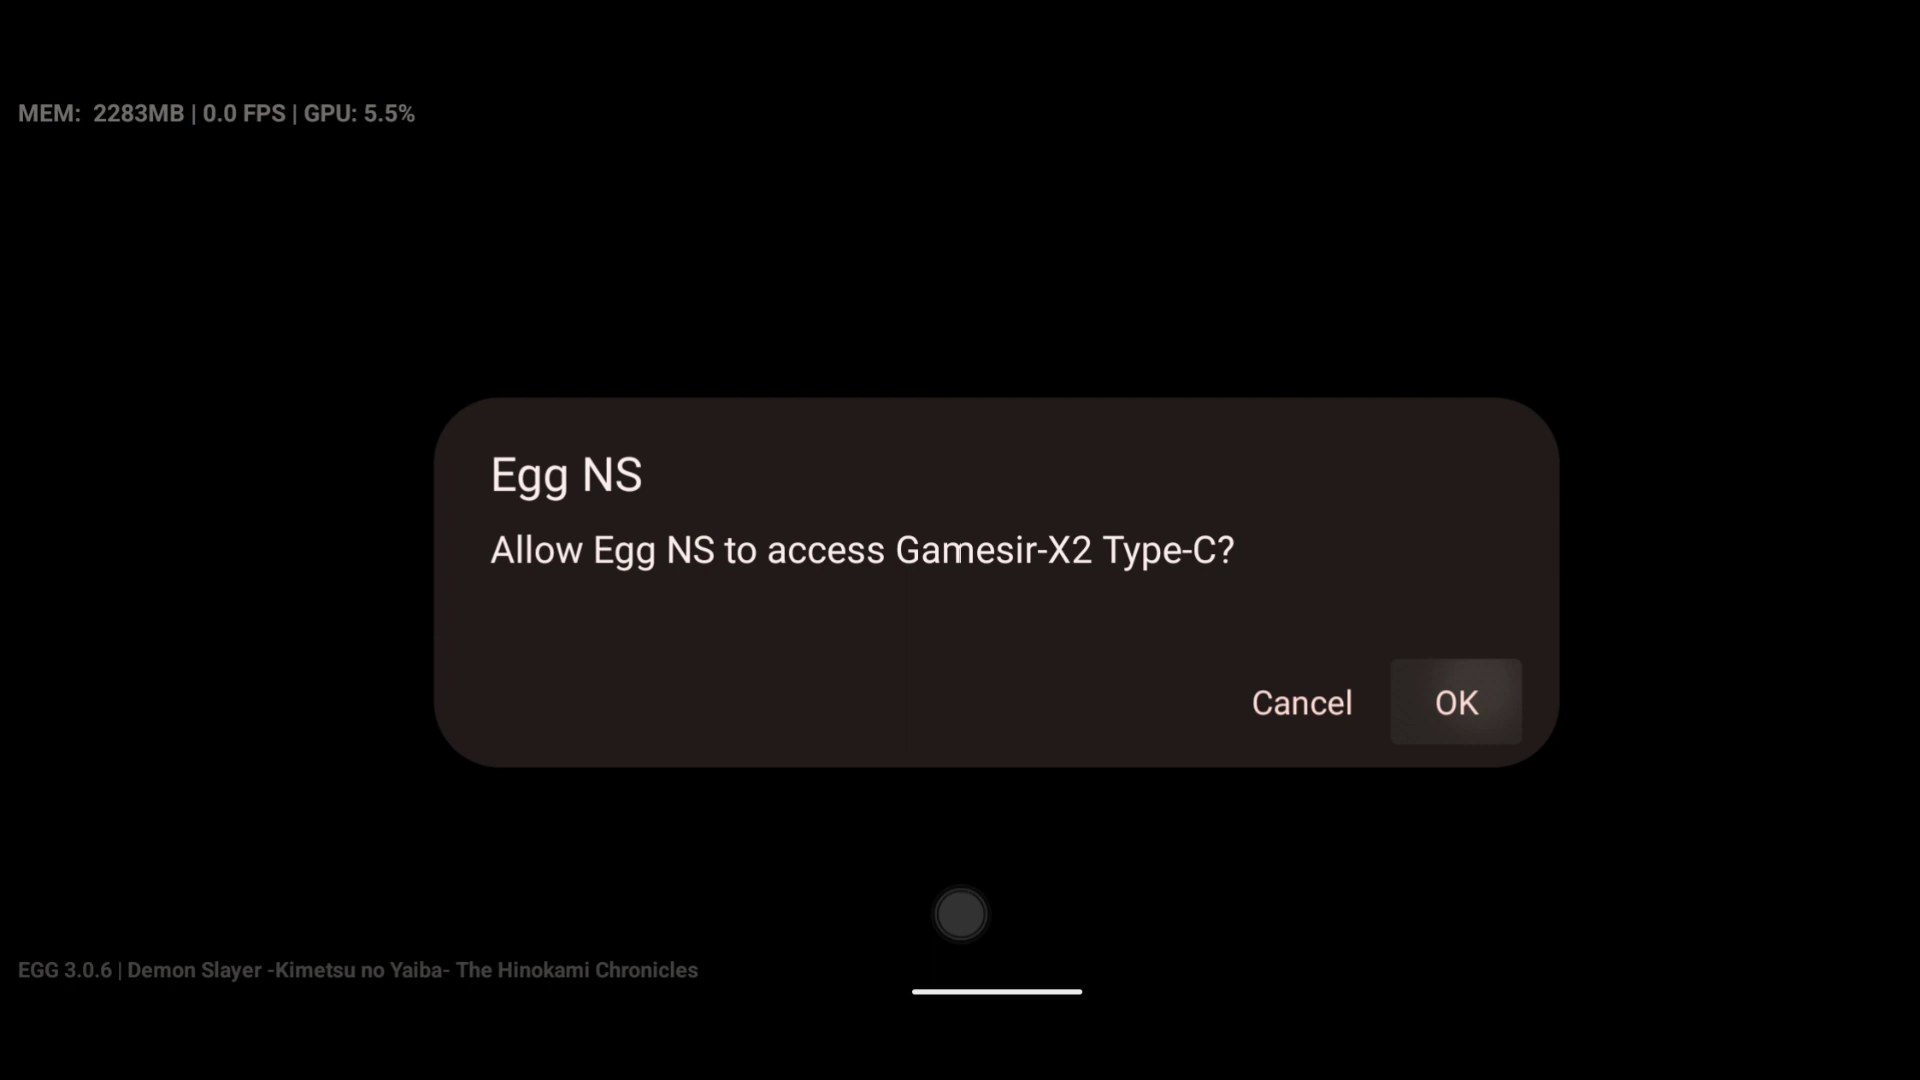 MEM:  2283MB | 0.0 FPS | GPU: 5.5%
Egg NS
Allow Egg NS to access Gamesir-X2 Type-C?
Cancel OK
EGG 3.0.6 | Demon Slayer -Kimetsu no Yaiba- The Hinokami Chronicles